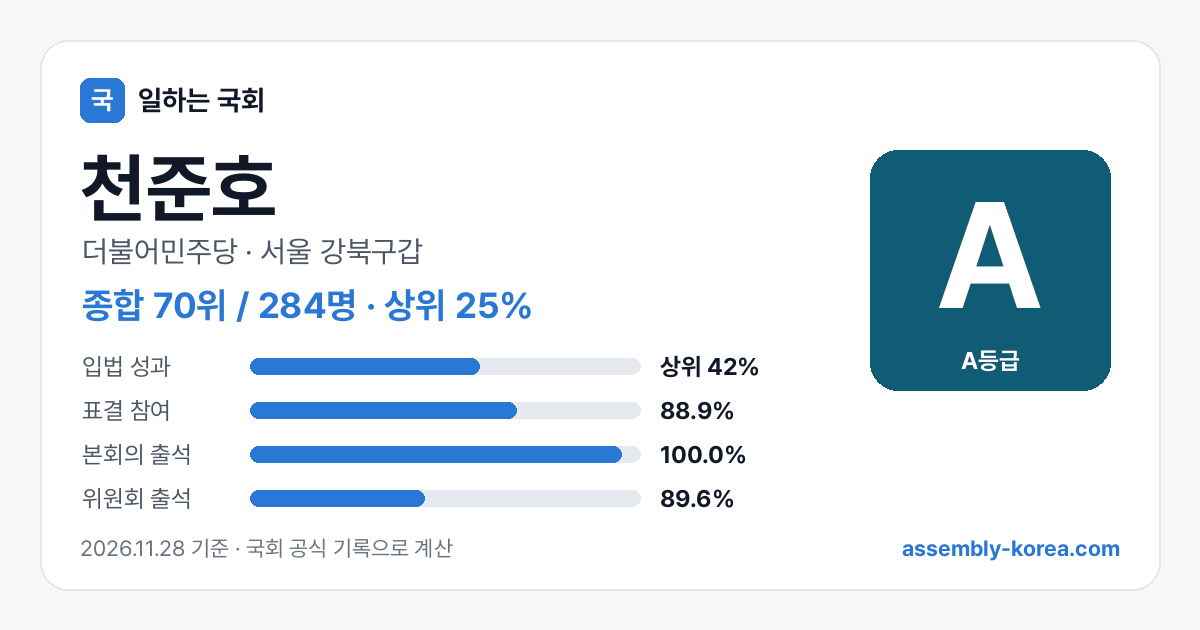 국 일하는 국회
천준호
더불어민주당 · 서울 강북구갑
종합 70위 / 284명 · 상위 25%
A
A등급
입법 성과 상위 42%
표결 참여 88.9%
본회의 출석 100.0%
위원회 출석 89.6%
2026.11.28 기준 · 국회 공식 기록으로 계산
assembly-korea.com